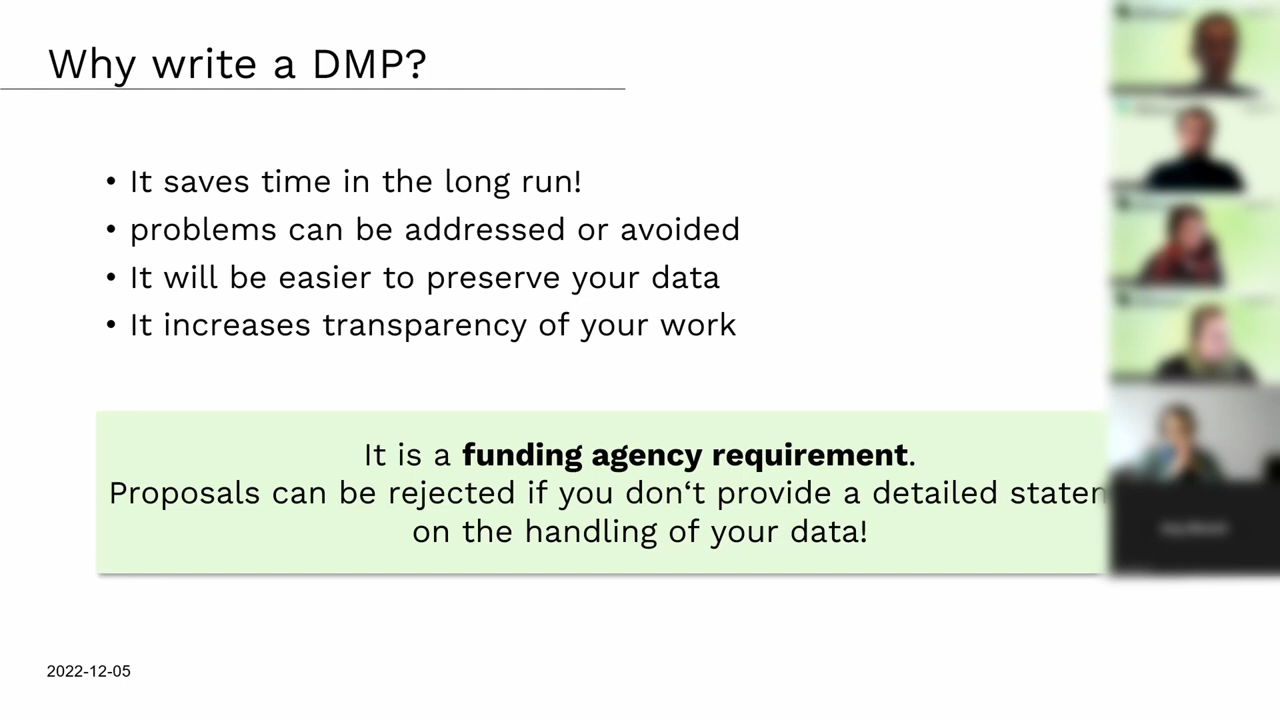 Why write a DMP?
• It saves time in the long run!
• problems can be addressed or avoided
• It will be easier to preserve your data
• It increases transparency of your work
It is a funding agency requirement.
Proposals can be rejected if you don‘t provide a detailed
on the handling of your data!
2022-12-05